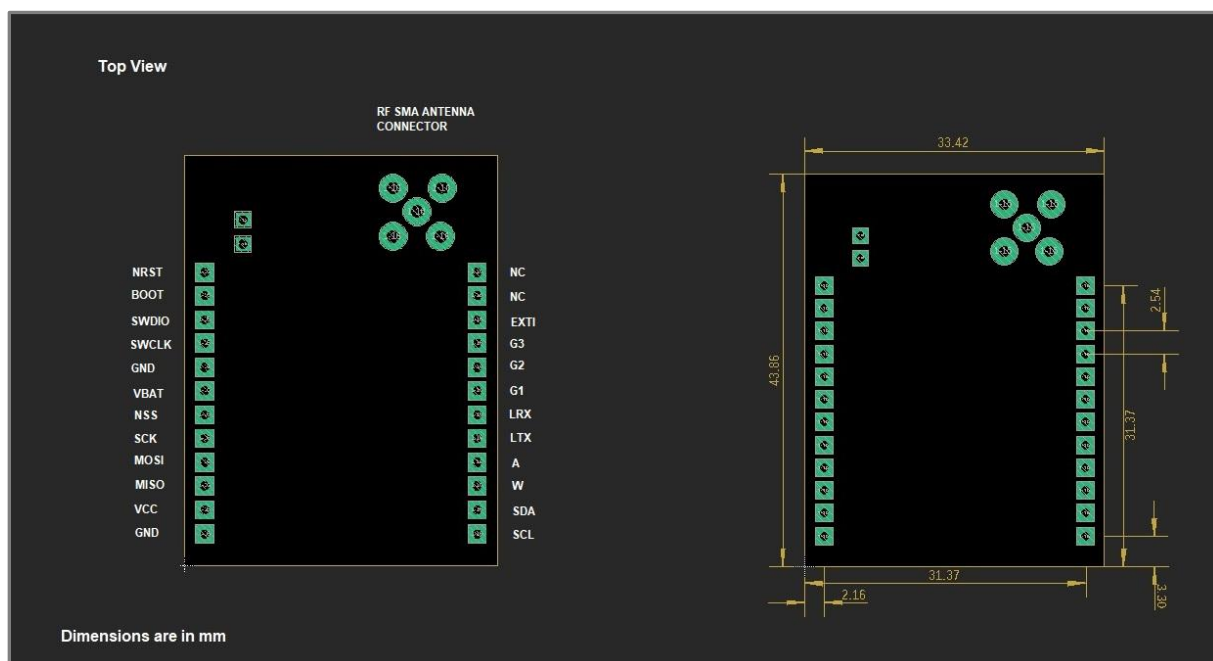 Top View
RF SMA ANTENNA
CONNECTOR
NRST
BOOT
SWDIO
SWCLK
GND
VBAT
NSS
SCK
MOSI
MISO
VCC
GND
NC
NC
EXTI
G3
G2
G1
LRX
LTX
A
W
SDA
SCL
33.42
43.86
2.54
31.37
31.37
2.16
3.30
Dimensions are in mm